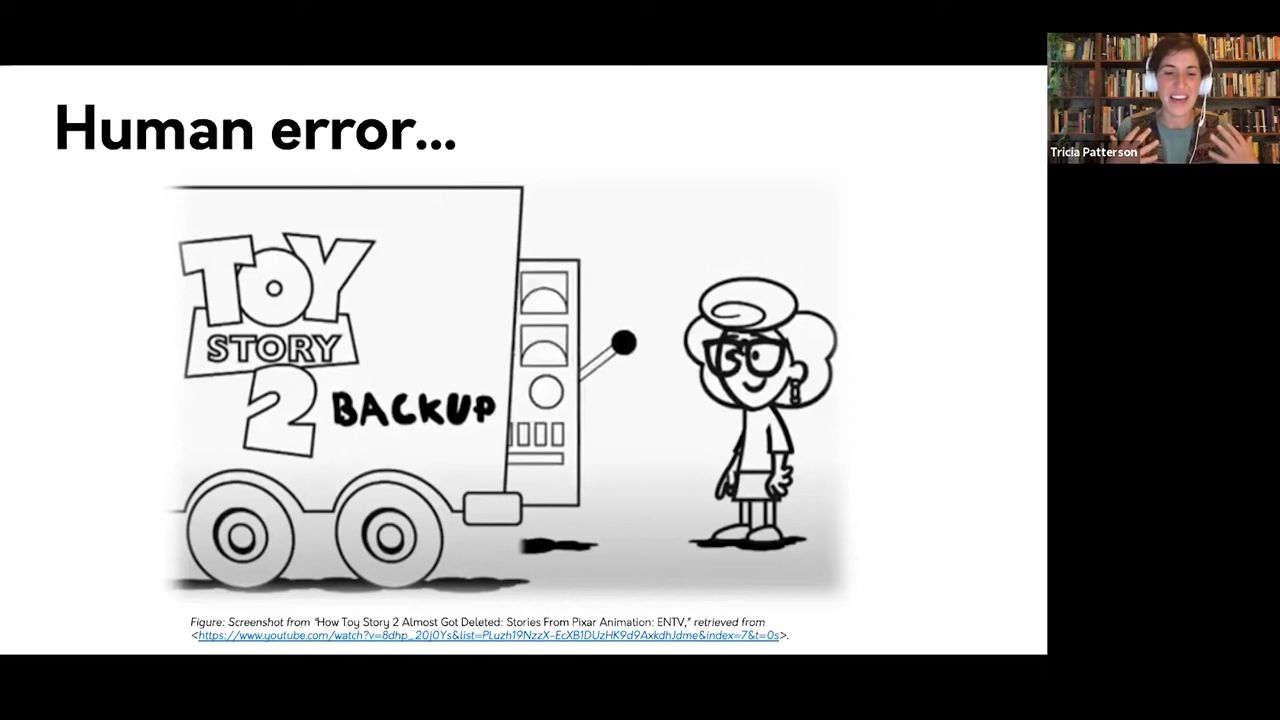 Human error...
TOY
STORY
2 BACKUP
Figure: Screenshot from "How Toy Story 2 Almost Got Deleted: Stories From Pixar Animation: ENTV," retrieved from
<https://www.youtube.com/watch?v=8dhp_20j0Ys&list=PLuzh19NzzX-EcXB1DUzHK9d9AxkdhJdme&index=7&t=0s>.
Tricia Patterson